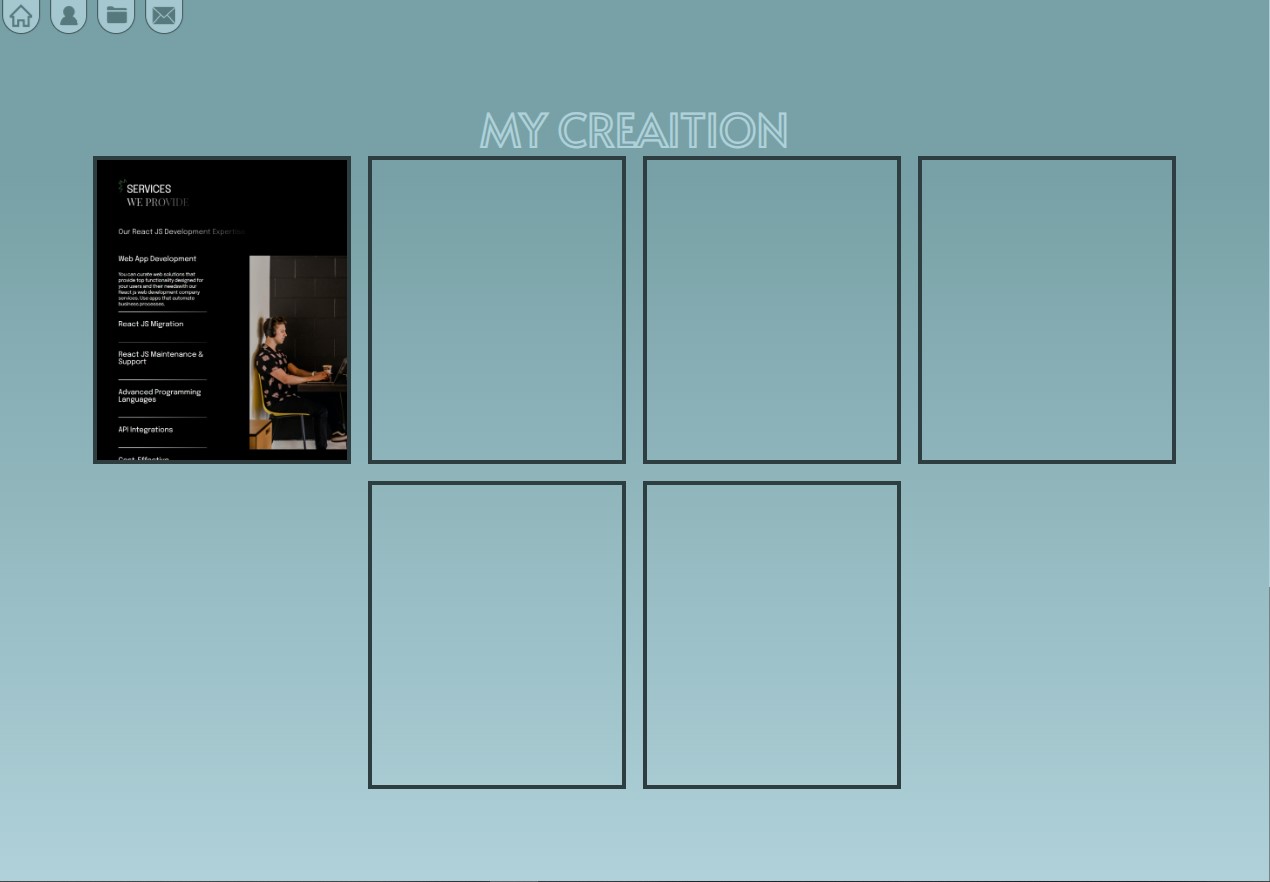 MY CREAITION
SERVICES
WE PROVIDE
Our React JS Development Expertise
Web App Development
You can curate web solutions that
provide top functionality designed for
your users and their needswith our
React js web development company
services. Use apps that automate
business processes.
React JS Migration
React JS Maintenance &
Support
Advanced Programming
Languages
API Integrations
Cost-Effective